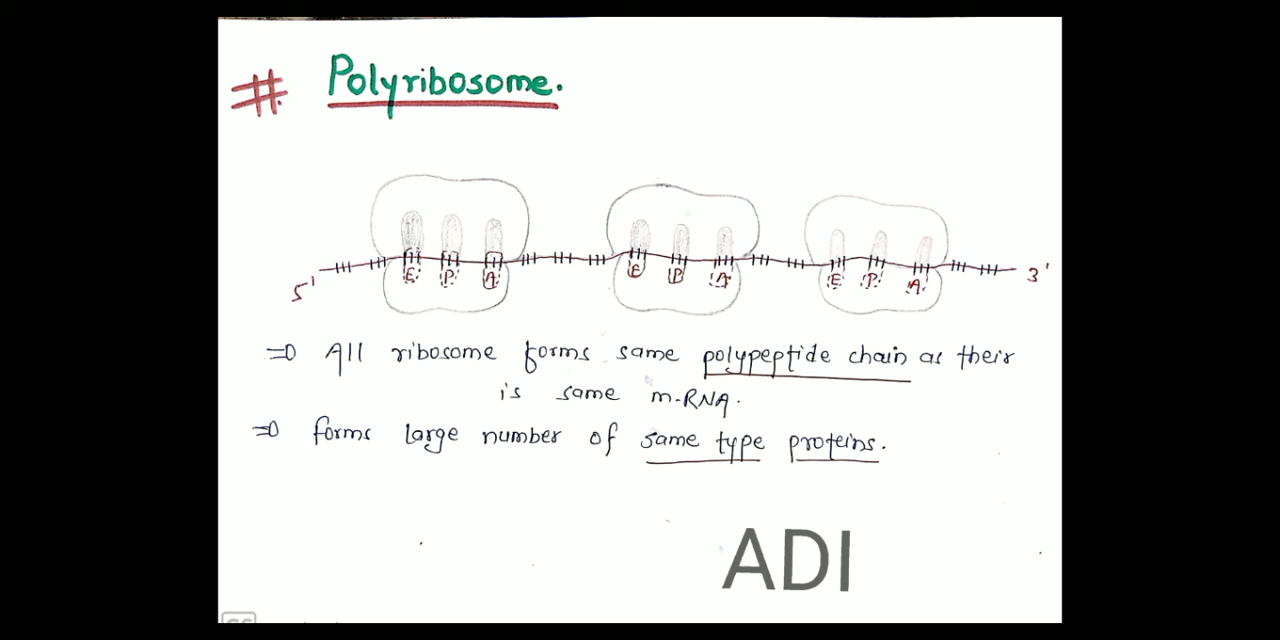 # Polyribosome.
E P A E P A E P A
5' 3'
⇒ All ribosome forms same polypeptide chain as their
is same m-RNA.
⇒ forms large number of same type proteins.
ADI